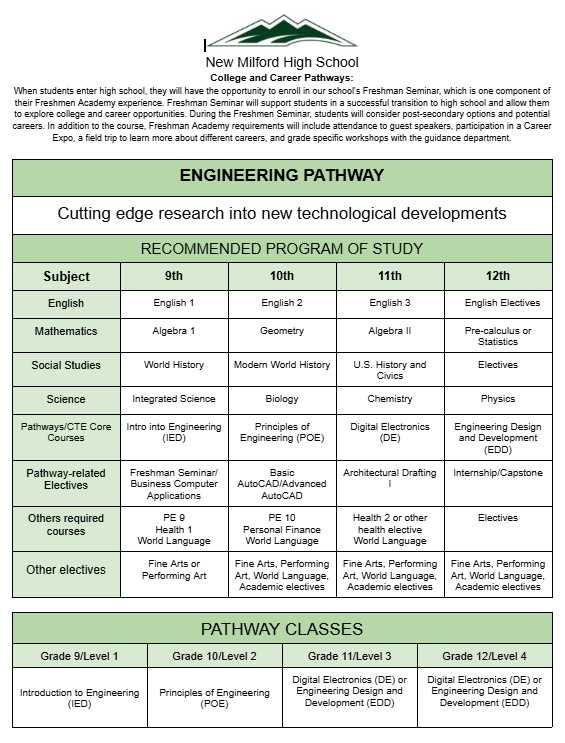 New Milford High School
College and Career Pathways:
When students enter high school, they will have the opportunity to enroll in our school's Freshman Seminar, which is one component of
their Freshmen Academy experience. Freshman Seminar will support students in a successful transition to high school and allow them
to explore college and career opportunities. During the Freshmen Seminar, students will consider post-secondary options and potential
careers. In addition to the course, Freshman Academy requirements will include attendance to guest speakers, participation in a Career
Expo, a field trip to learn more about different careers, and grade specific workshops with the guidance department.
ENGINEERING PATHWAY
Cutting edge research into new technological developments
RECOMMENDED PROGRAM OF STUDY
Subject 9th 10th 11th 12th
English English 1 English 2 English 3 English Electives
Mathematics Algebra 1 Geometry Algebra II Pre-calculus or
Statistics
Social Studies World History Modern World History U.S. History and Electives
Civics
Science Integrated Science Biology Chemistry Physics
Pathways/CTE Core Intro into Engineering Principles of Digital Electronics Engineering Design
Courses (IED) Engineering (POE) (DE) and Development
(EDD)
Pathway-related Freshman Seminar/ Basic Architectural Drafting Internship/Capstone
Electives Business Computer AutoCAD/Advanced I
Applications AutoCAD
Others required PE 9 PE 10 Health 2 or other Electives
courses Health 1 Personal Finance health elective
World Language World Language World Language
Other electives Fine Arts or Fine Arts, Performing Fine Arts, Performing Fine Arts, Performing
Performing Art Art, World Language, Art, World Language, Art, World Language,
Academic electives Academic electives Academic electives
PATHWAY CLASSES
Grade 9/Level 1 Grade 10/Level 2 Grade 11/Level 3 Grade 12/Level 4
Introduction to Engineering Principles of Engineering Digital Electronics (DE) or Digital Electronics (DE) or
(IED) (POE) Engineering Design and Engineering Design and
Development (EDD) Development (EDD)